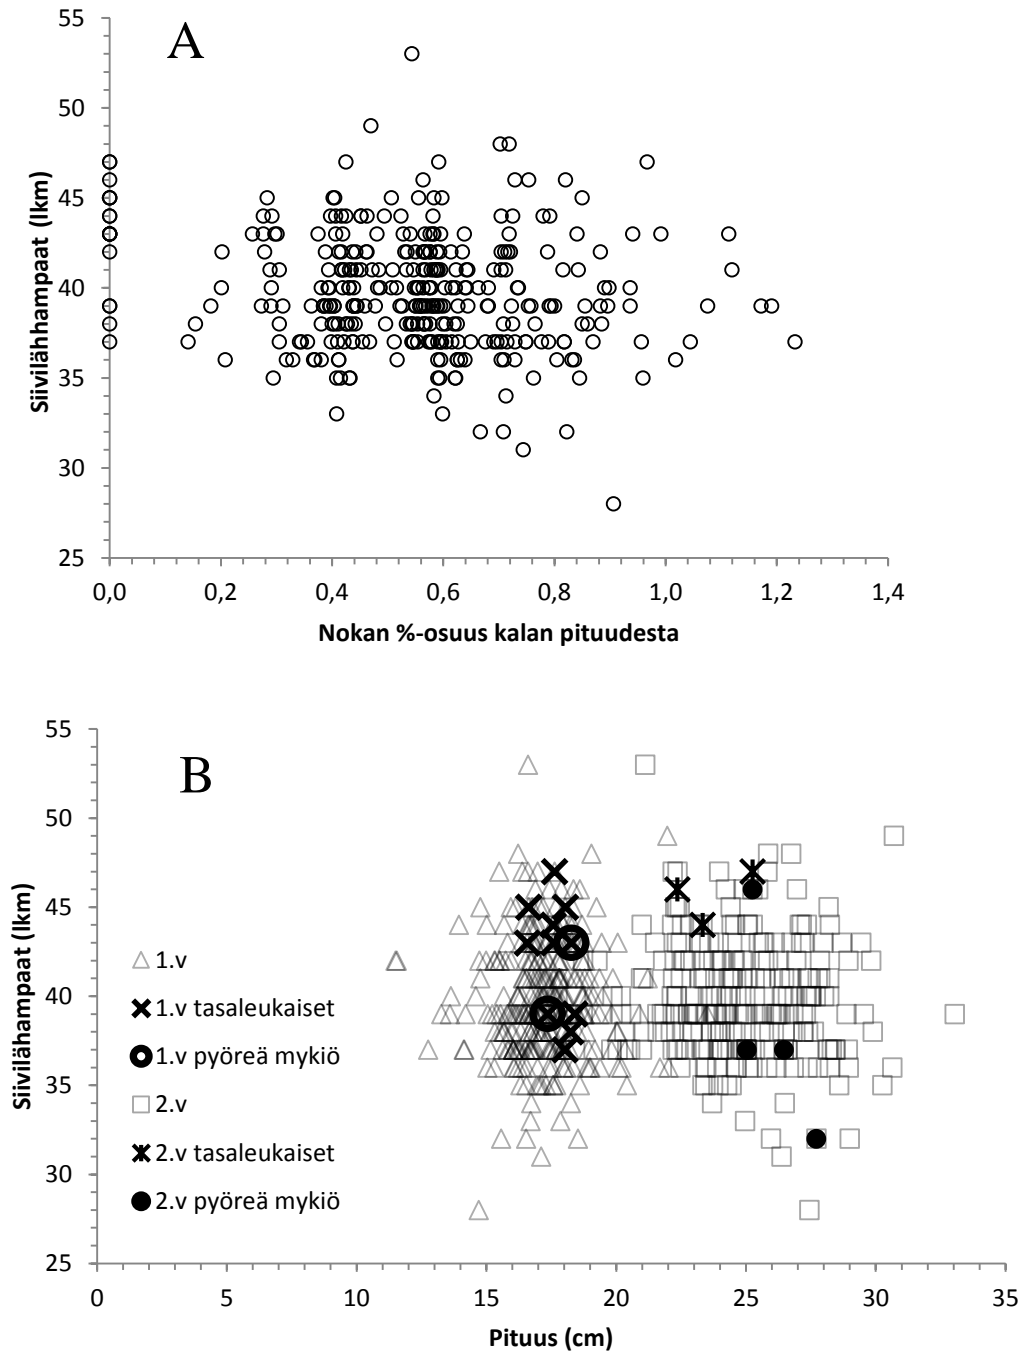 A
55
50
45
40
35
30
25
Siivilähhampaat (lkm)
0,0 0,2 0,4 0,6 0,8 1,0 1,2 1,4
Nokan %-osuus kalan pituudesta
B
55
50
45
40
35
30
25
Siivilähampaat (lkm)
1.v
1.v tasaleukaiset
1.v pyöreä mykiö
2.v
2.v tasaleukaiset
2.v pyöreä mykiö
0 5 10 15 20 25 30 35
Pituus (cm)